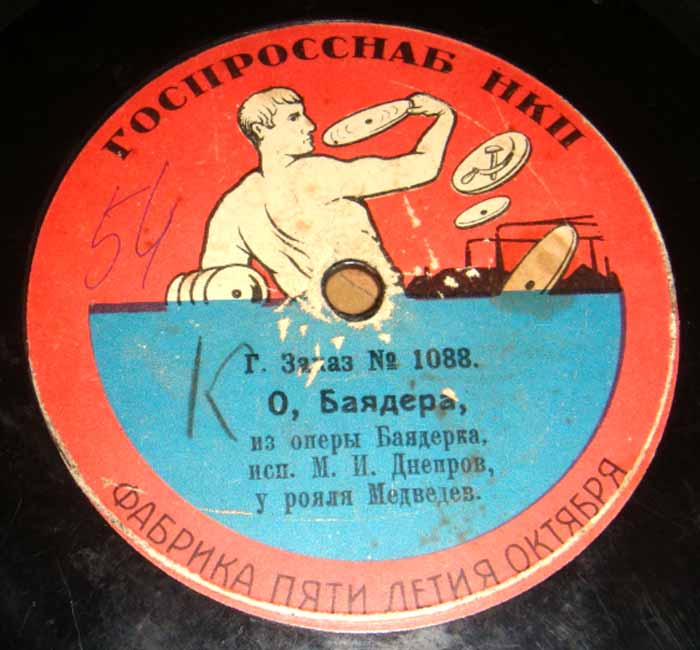 ГОСПРОССНАБ НКП
54
К
Г. Заказ № 1088.
О, Баядера,
из оперы Баядерка,
исп. М. И. Днепров,
у рояля Медведев.
ФАБРИКА ПЯТИ ЛЕТИЯ ОКТЯБРЯ